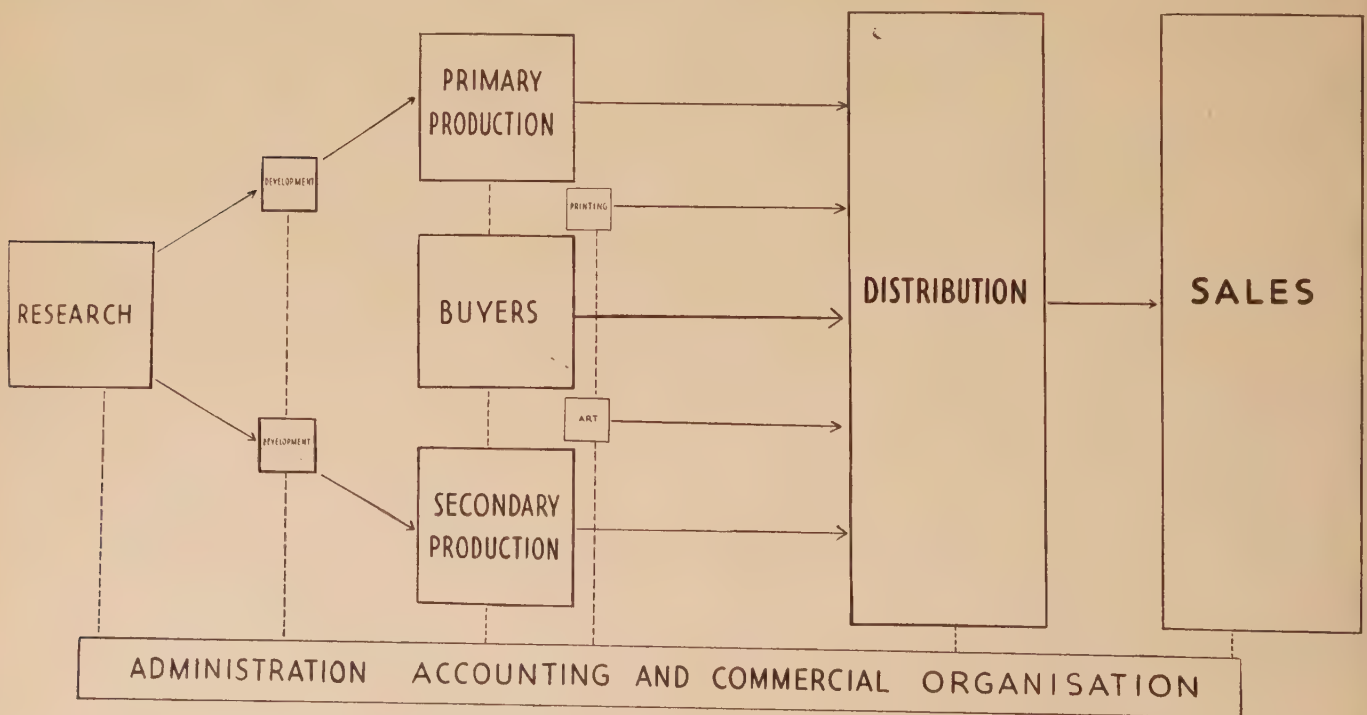 PRIMARY
PRODUCTION
DEVELOPMENT
PRINTING
RESEARCH
BUYERS
DISTRIBUTION
SALES
ART
DEVELOPMENT
SECONDARY
PRODUCTION
ADMINISTRATION ACCOUNTING AND COMMERCIAL ORGANISATION